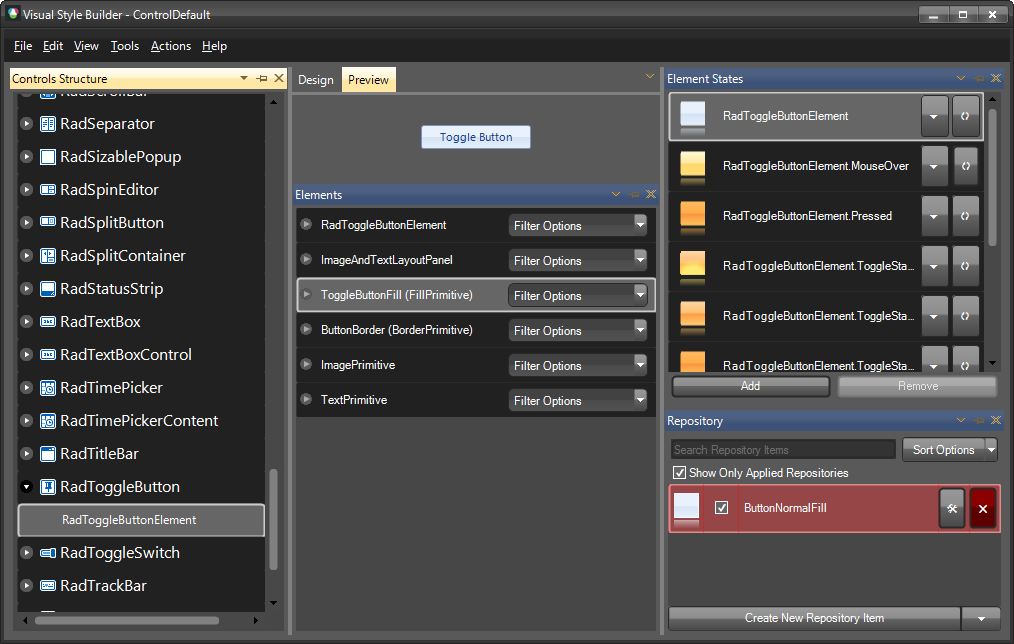 Visual Style Builder - ControlDefault
File Edit View Tools Actions Help
Controls Structure
RadScrollBar
RadSeparator
RadSizablePopup
RadSpinEditor
RadSplitButton
RadSplitContainer
RadStatusStrip
RadTextBox
RadTextBoxControl
RadTimePicker
RadTimePickerContent
RadTitleBar
RadToggleButton
RadToggleButtonElement
RadToggleSwitch
RadTrackBar
Design Preview
Toggle Button
Elements
RadToggleButtonElement Filter Options
ImageAndTextLayoutPanel Filter Options
ToggleButtonFill (FillPrimitive) Filter Options
ButtonBorder (BorderPrimitive) Filter Options
ImagePrimitive Filter Options
TextPrimitive Filter Options
Element States
RadToggleButtonElement
RadToggleButtonElement.MouseOver
RadToggleButtonElement.Pressed
RadToggleButtonElement.ToggleSta...
RadToggleButtonElement.ToggleSta...
RadToggleButtonElement.ToggleSta...
Add Remove
Repository
Search Repository Items Sort Options
Show Only Applied Repositories
ButtonNormalFill
Create New Repository Item